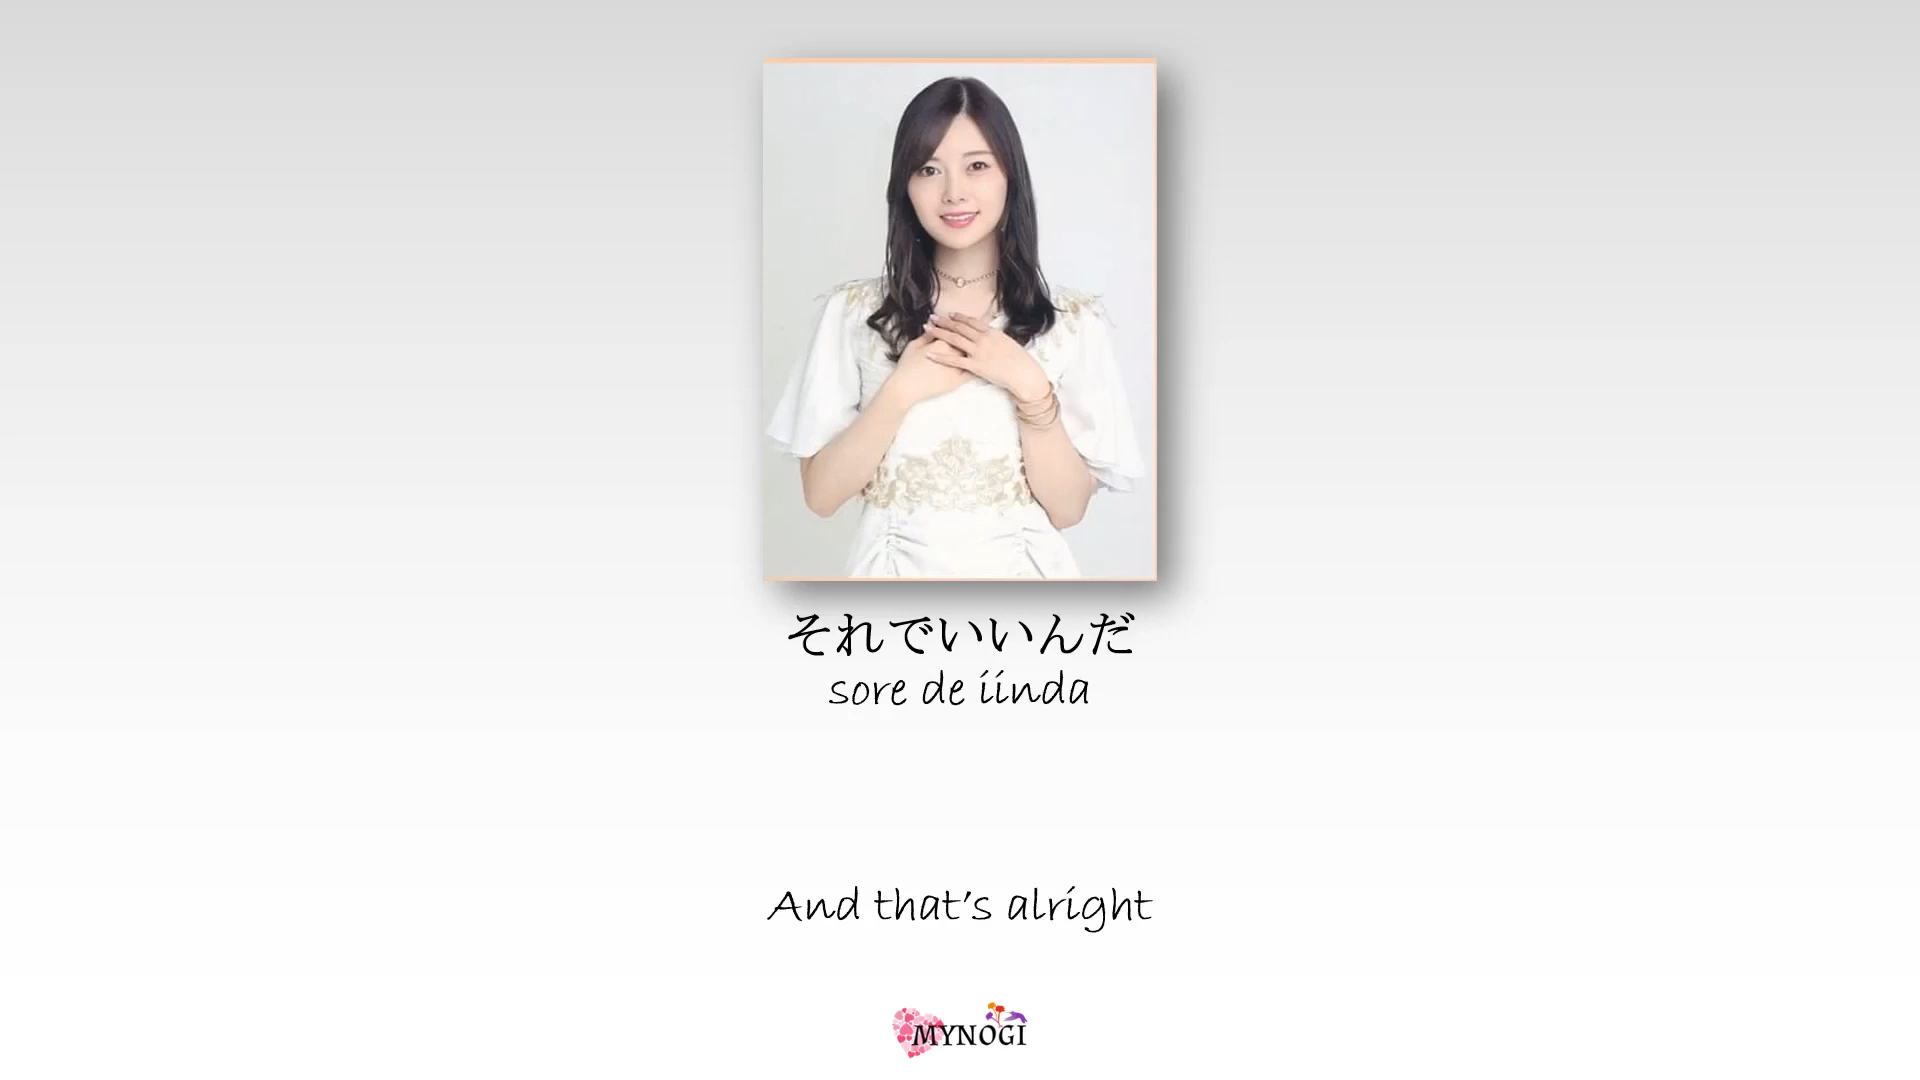 それでいいんだ
sore de iinda
And that's alright
MYNOGI